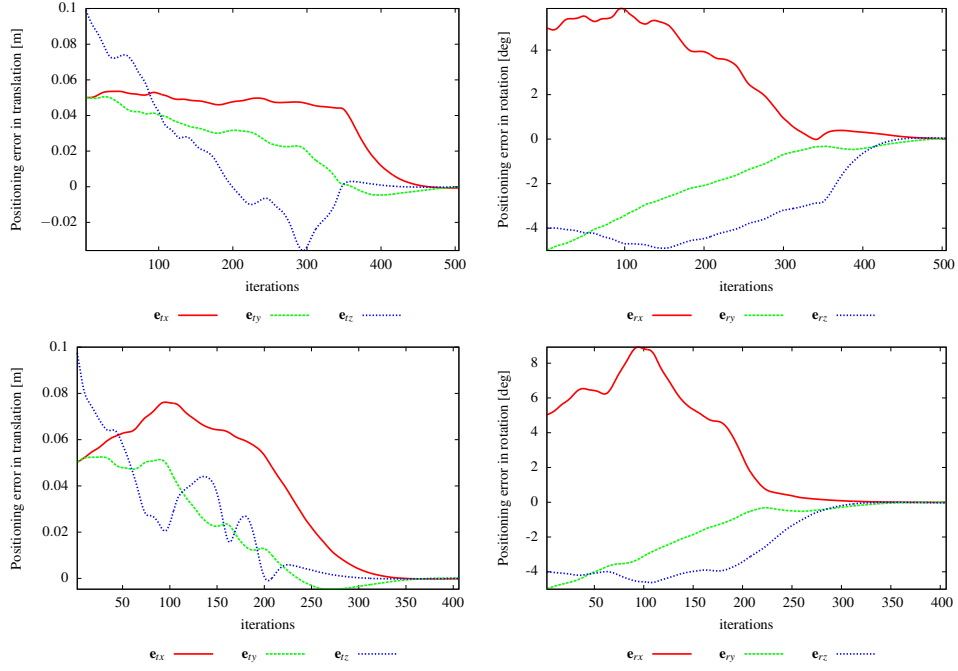 Positioning error in translation [m]
0.1
0.08
0.06
0.04
0.02
0
−0.02
100 200 300 400 500
iterations
e_tx e_ty e_tz
Positioning error in rotation [deg]
4
2
0
−2
-4
100 200 300 400 500
iterations
e_rx e_ry e_rz
Positioning error in translation [m]
0.1
0.08
0.06
0.04
0.02
0
50 100 150 200 250 300 350 400
iterations
e_tx e_ty e_tz
Positioning error in rotation [deg]
8
6
4
2
0
−2
-4
50 100 150 200 250 300 350 400
iterations
e_rx e_ry e_rz